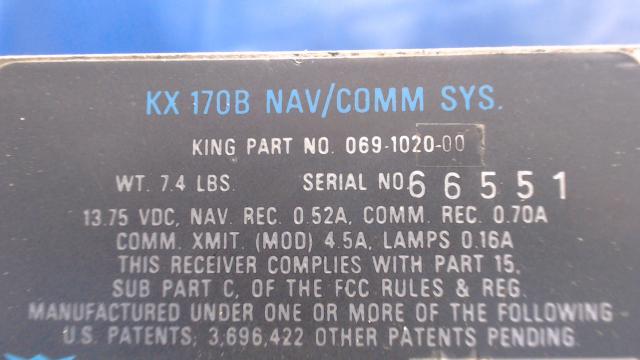 KX 170B NAV/COMM SYS.
KING PART NO. 069-1020-00
WT. 7.4 LBS. SERIAL NO. 66551
13.75 VDC, NAV. REC. 0.52A, COMM. REC. 0.70A
COMM. XMIT. (MOD) 4.5A, LAMPS 0.16A
THIS RECEIVER COMPLIES WITH PART 15,
SUB PART C, OF THE FCC RULES & REG.
MANUFACTURED UNDER ONE OR MORE OF THE FOLLOWING
U.S. PATENTS; 3,696,422 OTHER PATENTS PENDING.